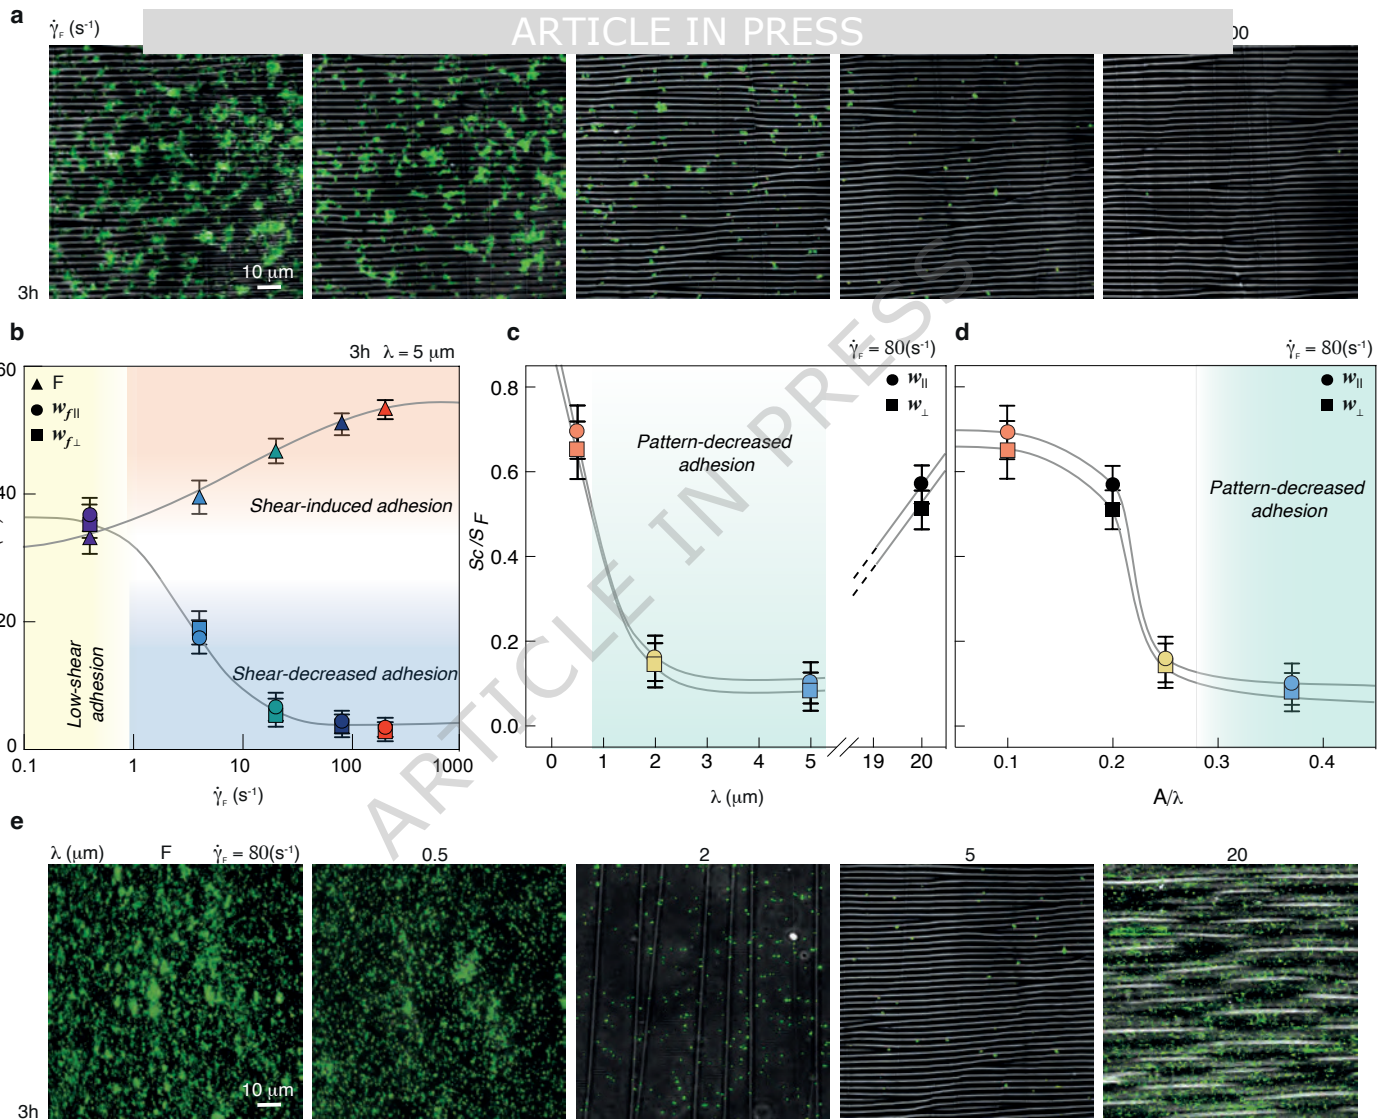 a
γ̇F (s⁻¹)
ARTICLE IN PRESS
00
10 μm
3h
b
3h λ = 5 μm
60
40
20
0
F
wf||
wf⊥
Low-shear
adhesion
Shear-induced adhesion
Shear-decreased adhesion
0.1 1 10 100 1000
γ̇F (s⁻¹)
c
γ̇F = 80(s⁻¹)
w||
w⊥
Pattern-decreased
adhesion
Sc/SF
0.8
0.6
0.4
0.2
0.0
0 1 2 3 4 5 19 20
λ (μm)
d
γ̇F = 80(s⁻¹)
w||
w⊥
Pattern-decreased
adhesion
0.1 0.2 0.3 0.4
A/λ
ARTICLE IN PRESS
e
λ (μm) F γ̇F = 80(s⁻¹) 0.5 2 5 20
10 μm
3h